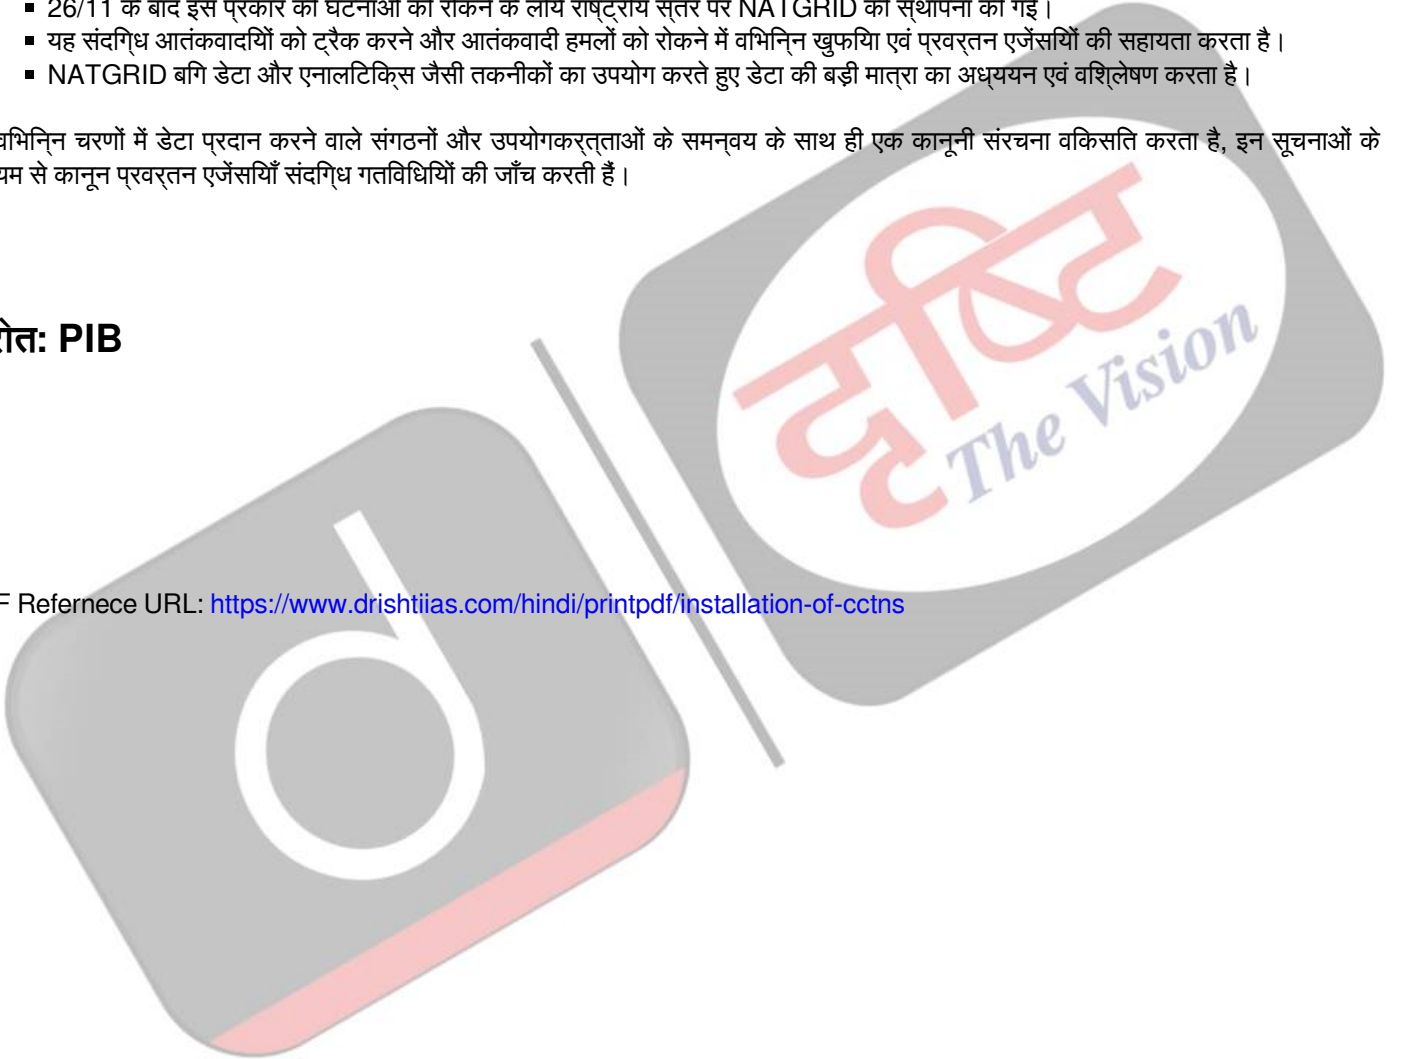 26/11 के बाद इस प्रकार की घटनाओं को रोकने के लिये राष्ट्रीय स्तर पर NATGRID की स्थापना की गई।
यह संदिग्ध आतंकवादियों को ट्रैक करने और आतंकवादी हमलों को रोकने में विभिन्न खुफिया एवं प्रवर्तन एजेंसियों की सहायता करता है।
NATGRID बिग डेटा और एनालिटिक्स जैसी तकनीकों का उपयोग करते हुए डेटा की बड़ी मात्रा का अध्ययन एवं विश्लेषण करता है।
विभिन्न चरणों में डेटा प्रदान करने वाले संगठनों और उपयोगकर्त्ताओं के समन्वय के साथ ही एक कानूनी संरचना विकसित करता है, इन सूचनाओं के
यम से कानून प्रवर्तन एजेंसियाँ संदिग्ध गतिविधियों की जाँच करती हैं।
रोत: PIB
दृष्टि
The Vision
d
F Refernece URL: https://www.drishtiias.com/hindi/printpdf/installation-of-cctns